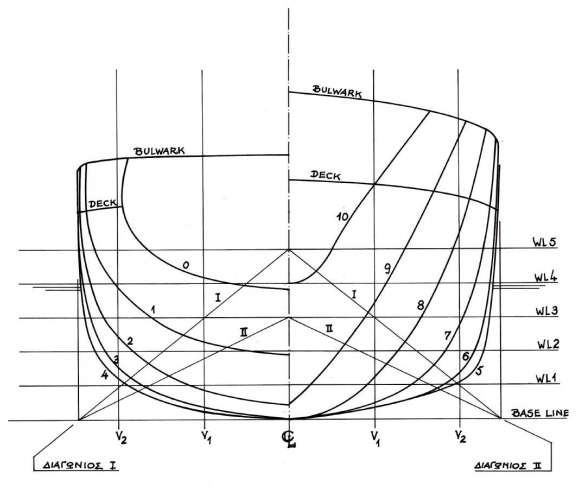 BULWARK
BULWARK
DECK
DECK
10
0
9
I
I
1
8
II
II
2
7
3
6
4
5
WL5
WL4
WL3
WL2
WL1
BASE LINE
V2
V1
℄
V1
V2
ΔΙΑΓΩΝΙΟΣ I
ΔΙΑΓΩΝΙΟΣ II